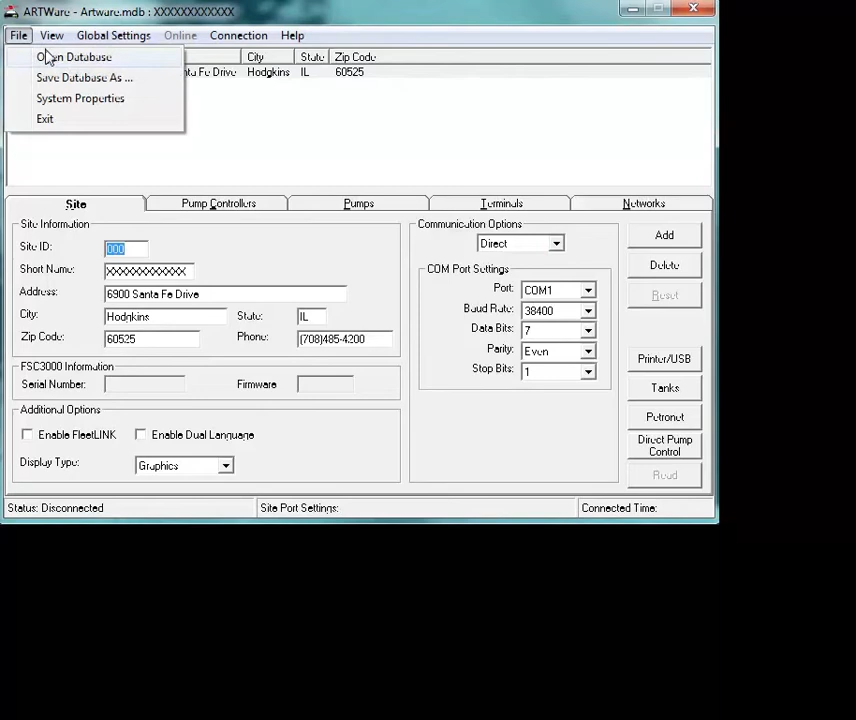 ARTWare - Artware.mdb : XXXXXXXXXXXX
File View Global Settings Online Connection Help
Open Database
Save Database As ...
System Properties
Exit
City State Zip Code
nta Fe Drive Hodgkins IL 60525
Site Pump Controllers Pumps Terminals Networks
Site Information
Site ID: 000
Short Name: XXXXXXXXXXXX
Address: 6900 Santa Fe Drive
City: Hodgkins State: IL
Zip Code: 60525 Phone: (708)485-4200
FSC3000 Information
Serial Number: Firmware
Additional Options
Enable FleetLINK Enable Dual Language
Display Type: Graphics
Communication Options
Direct
COM Port Settings
Port: COM1
Baud Rate: 38400
Data Bits: 7
Parity: Even
Stop Bits: 1
Add
Delete
Reset
Printer/USB
Tanks
Petronet
Direct Pump
Control
Read
Status: Disconnected Site Port Settings: Connected Time: